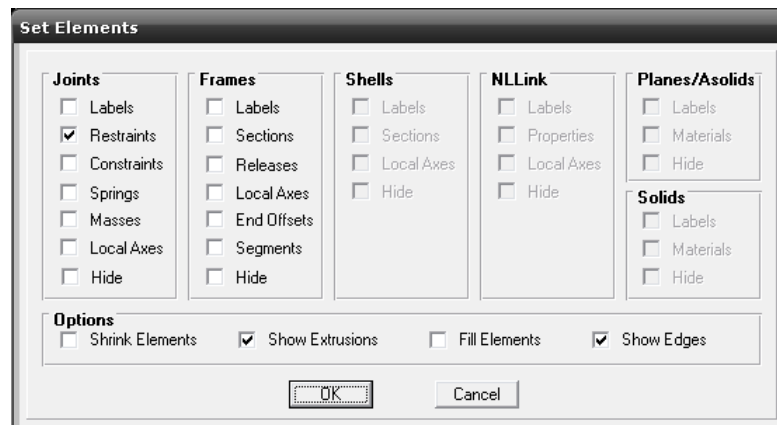 Set Elements
Joints
Labels
Restraints
Constraints
Springs
Masses
Local Axes
Hide
Frames
Labels
Sections
Releases
Local Axes
End Offsets
Segments
Hide
Shells
Labels
Sections
Local Axes
Hide
NLLink
Labels
Properties
Local Axes
Hide
Planes/Asolids
Labels
Materials
Hide
Solids
Labels
Materials
Hide
Options
Shrink Elements
Show Extrusions
Fill Elements
Show Edges
OK
Cancel